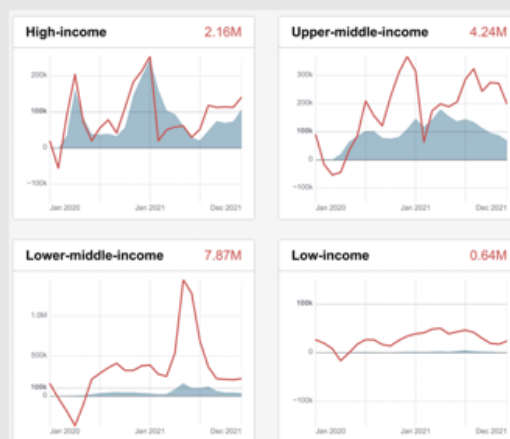 High-income 2.16M
200k
100k
0
−100k
Jan 2020 Jan 2021 Dec 2021
Upper-middle-income 4.24M
300k
200k
100k
0
−100k
Jan 2020 Jan 2021 Dec 2021
Lower-middle-income 7.87M
1.0M
500k
100k
0
Jan 2020 Jan 2021 Dec 2021
Low-income 0.64M
100k
0
−100k
Jan 2020 Jan 2021 Dec 2021